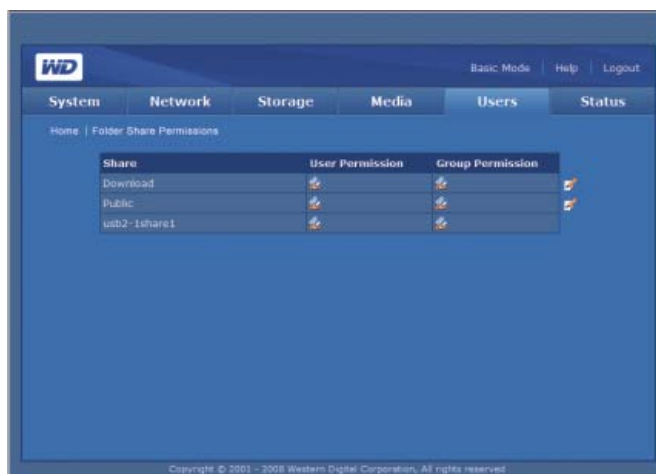 WD
Basic Mode | Help | Logout
System Network Storage Media Users Status
Home | Folder Share Permissions
Share User Permission Group Permission
Download
Public
usb2-1share1
Copyright © 2001 - 2008 Western Digital Corporation, All rights reserved